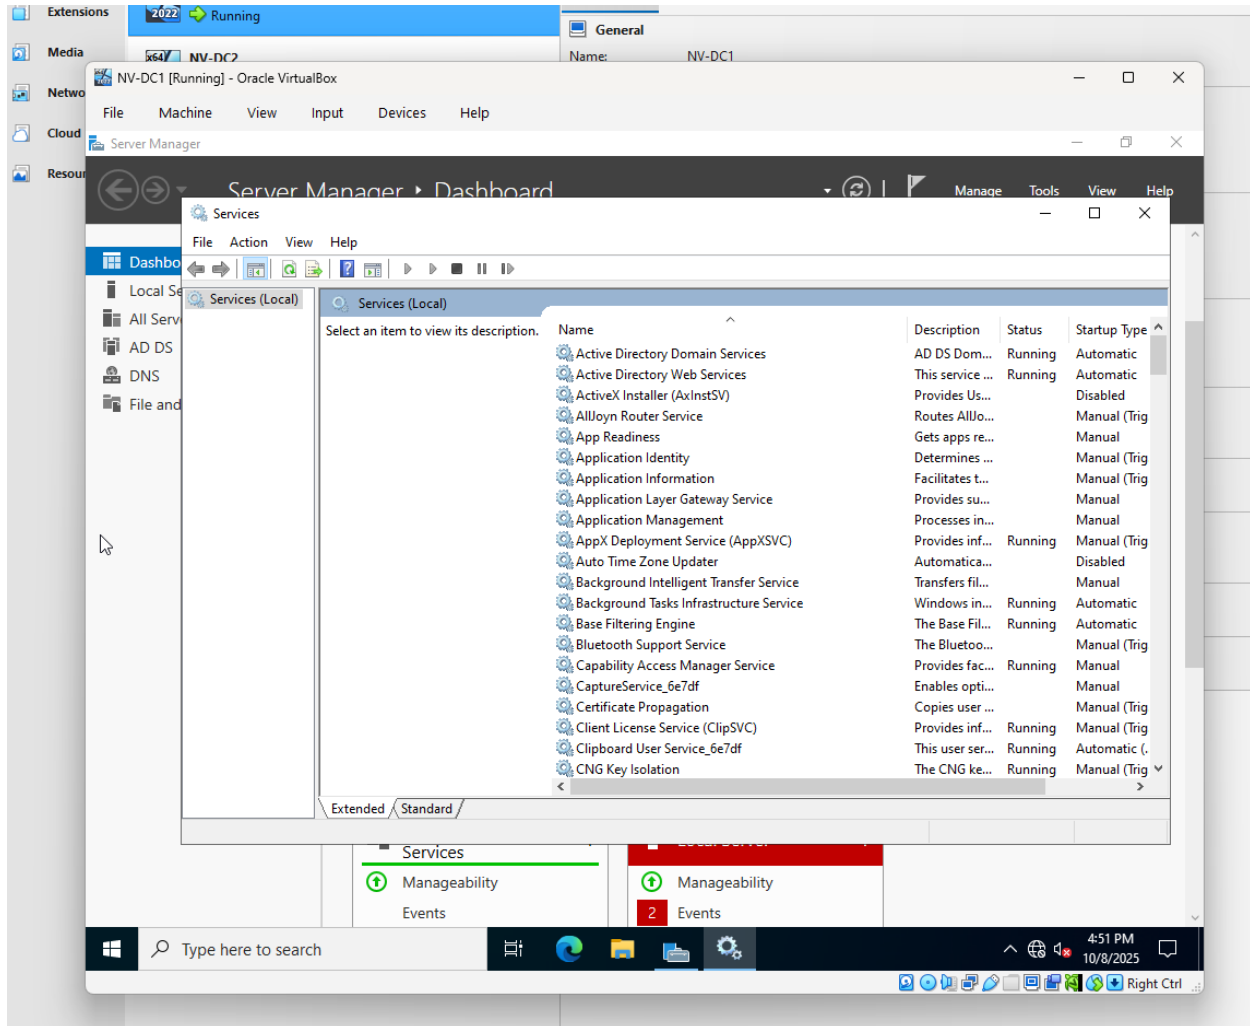 Extensions
2022 Running
General
Media
x64 NV-DC2
Name: NV-DC1
NV-DC1 [Running] - Oracle VirtualBox
Netwo
File Machine View Input Devices Help
Cloud
Server Manager
Resour
Server Manager • Dashboard
Manage Tools View Help
Services
File Action View Help
Dashbo
Local Se
All Serv
AD DS
DNS
File and
Services (Local)
Services (Local)
Select an item to view its description.
Name Description Status Startup Type
Active Directory Domain Services AD DS Dom... Running Automatic
Active Directory Web Services This service ... Running Automatic
ActiveX Installer (AxInstSV) Provides Us... Disabled
AllJoyn Router Service Routes AllJo... Manual (Trig
App Readiness Gets apps re... Manual
Application Identity Determines ... Manual (Trig
Application Information Facilitates t... Manual (Trig
Application Layer Gateway Service Provides su... Manual
Application Management Processes in... Manual
AppX Deployment Service (AppXSVC) Provides inf... Running Manual (Trig
Auto Time Zone Updater Automatica... Disabled
Background Intelligent Transfer Service Transfers fil... Manual
Background Tasks Infrastructure Service Windows in... Running Automatic
Base Filtering Engine The Base Fil... Running Automatic
Bluetooth Support Service The Bluetoo... Manual (Trig
Capability Access Manager Service Provides fac... Running Manual
CaptureService_6e7df Enables opti... Manual
Certificate Propagation Copies user ... Manual (Trig
Client License Service (ClipSVC) Provides inf... Running Manual (Trig
Clipboard User Service_6e7df This user ser... Running Automatic (.
CNG Key Isolation The CNG ke... Running Manual (Trig
Extended Standard
Services Local Server
Manageability Manageability
Events 2 Events
Type here to search
4:51 PM
10/8/2025
Right Ctrl